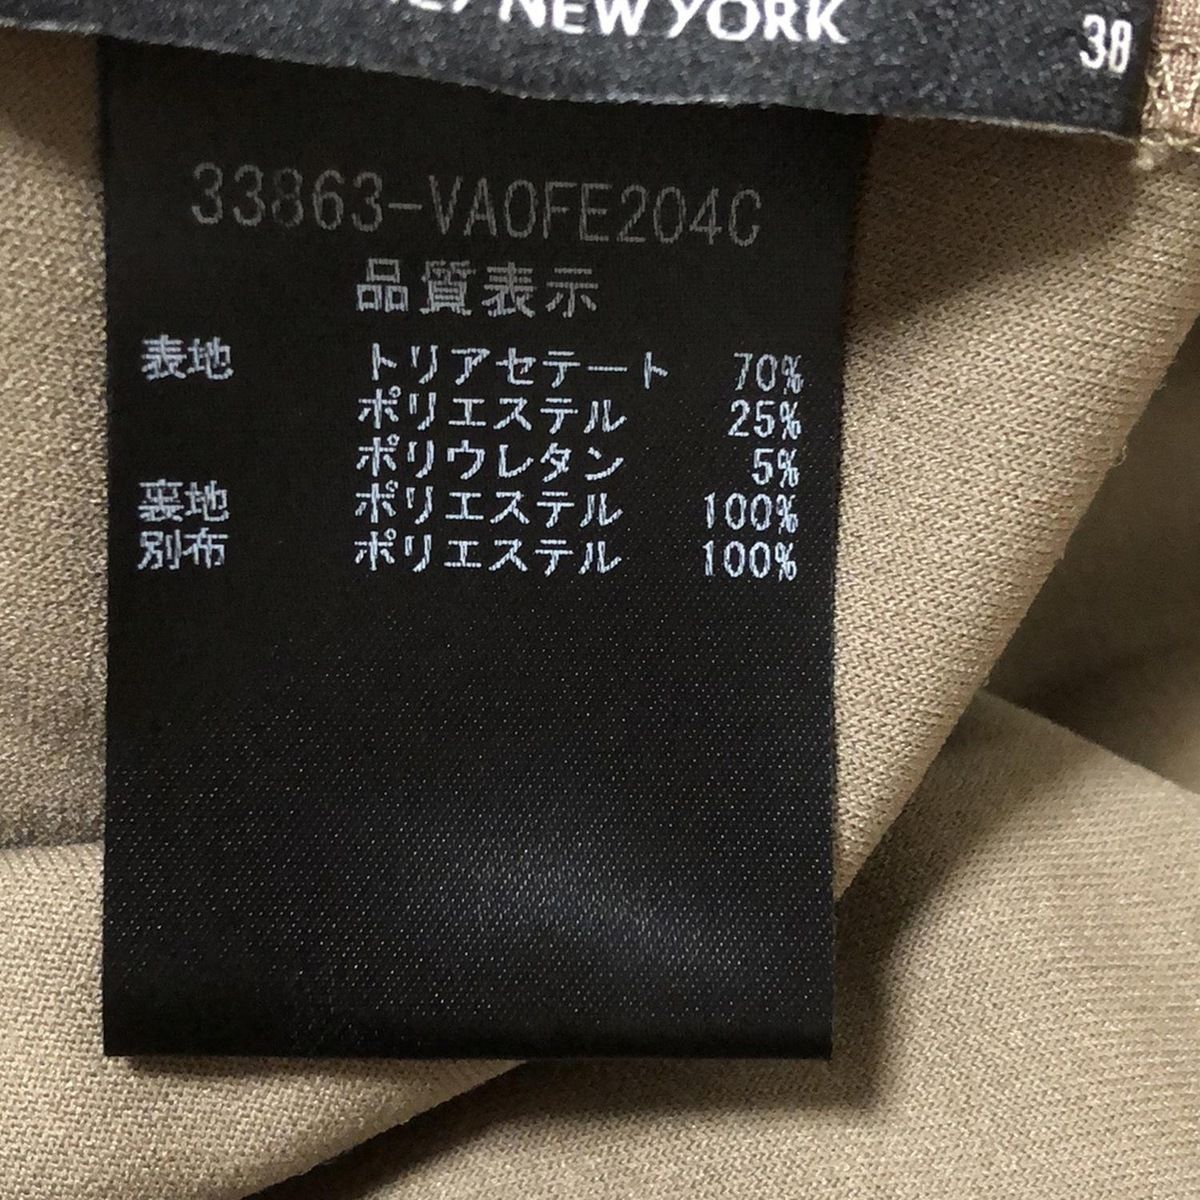 NEW YORK
38
33863-VA0FE204C
品質表示
表地 トリアセテート 70%
ポリエステル 25%
ポリウレタン 5%
裏地 ポリエステル 100%
別布 ポリエステル 100%